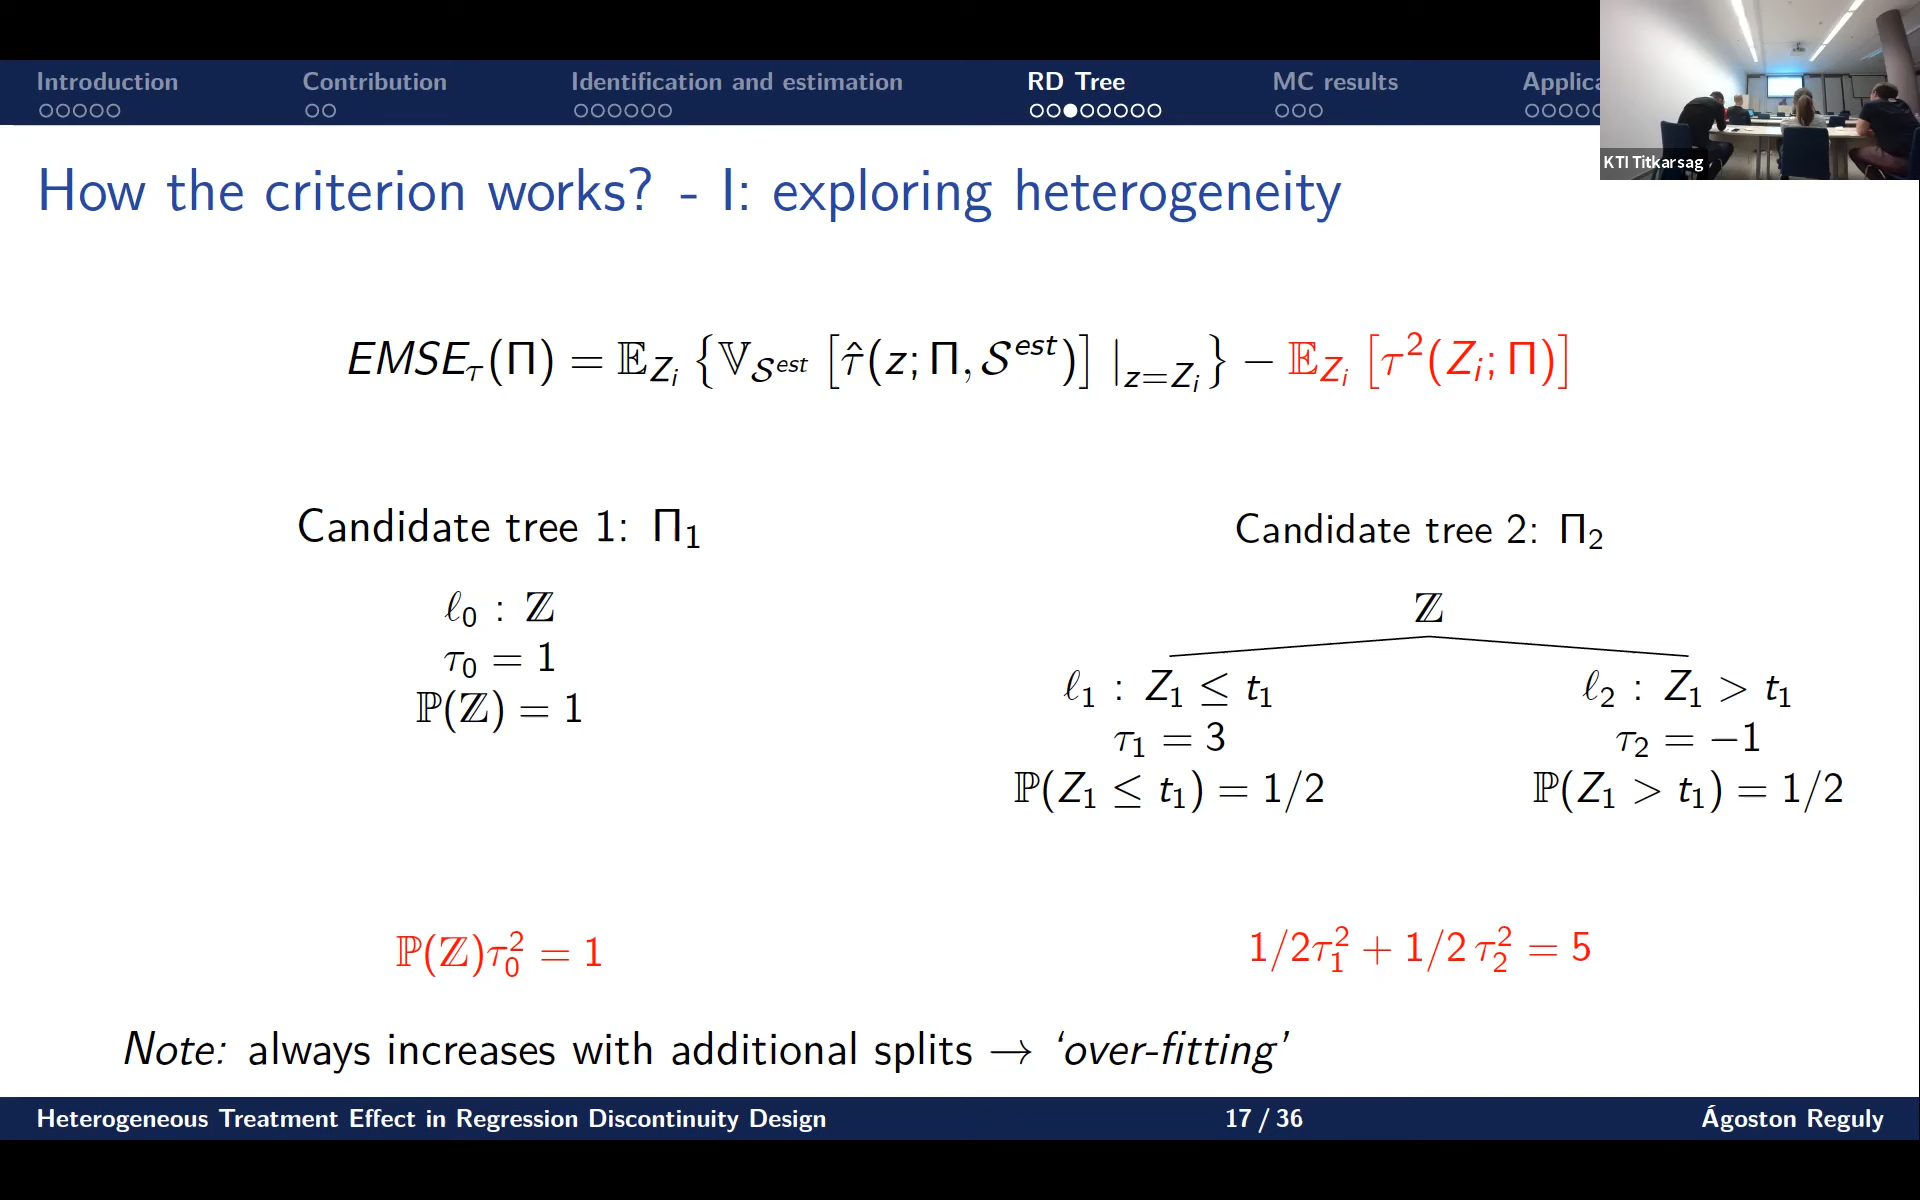 Introduction Contribution Identification and estimation RD Tree MC results Applica
KTI Titkarsag
How the criterion works? - I: exploring heterogeneity
EMSE_τ(Π) = 𝔼_{Z_i} {𝕍_{𝒮^{est}} [τ̂(z; Π, 𝒮^{est})] |_{z=Z_i}} − 𝔼_{Z_i} [τ²(Z_i; Π)]
Candidate tree 1: Π₁ Candidate tree 2: Π₂
ℓ₀ : ℤ ℤ
τ₀ = 1
ℙ(ℤ) = 1
ℓ₁ : Z₁ ≤ t₁ ℓ₂ : Z₁ > t₁
τ₁ = 3 τ₂ = −1
ℙ(Z₁ ≤ t₁) = 1/2 ℙ(Z₁ > t₁) = 1/2
ℙ(ℤ)τ₀² = 1 1/2τ₁² + 1/2 τ₂² = 5
Note: always increases with additional splits → ‘over-fitting’
Heterogeneous Treatment Effect in Regression Discontinuity Design 17 / 36 Ágoston Reguly